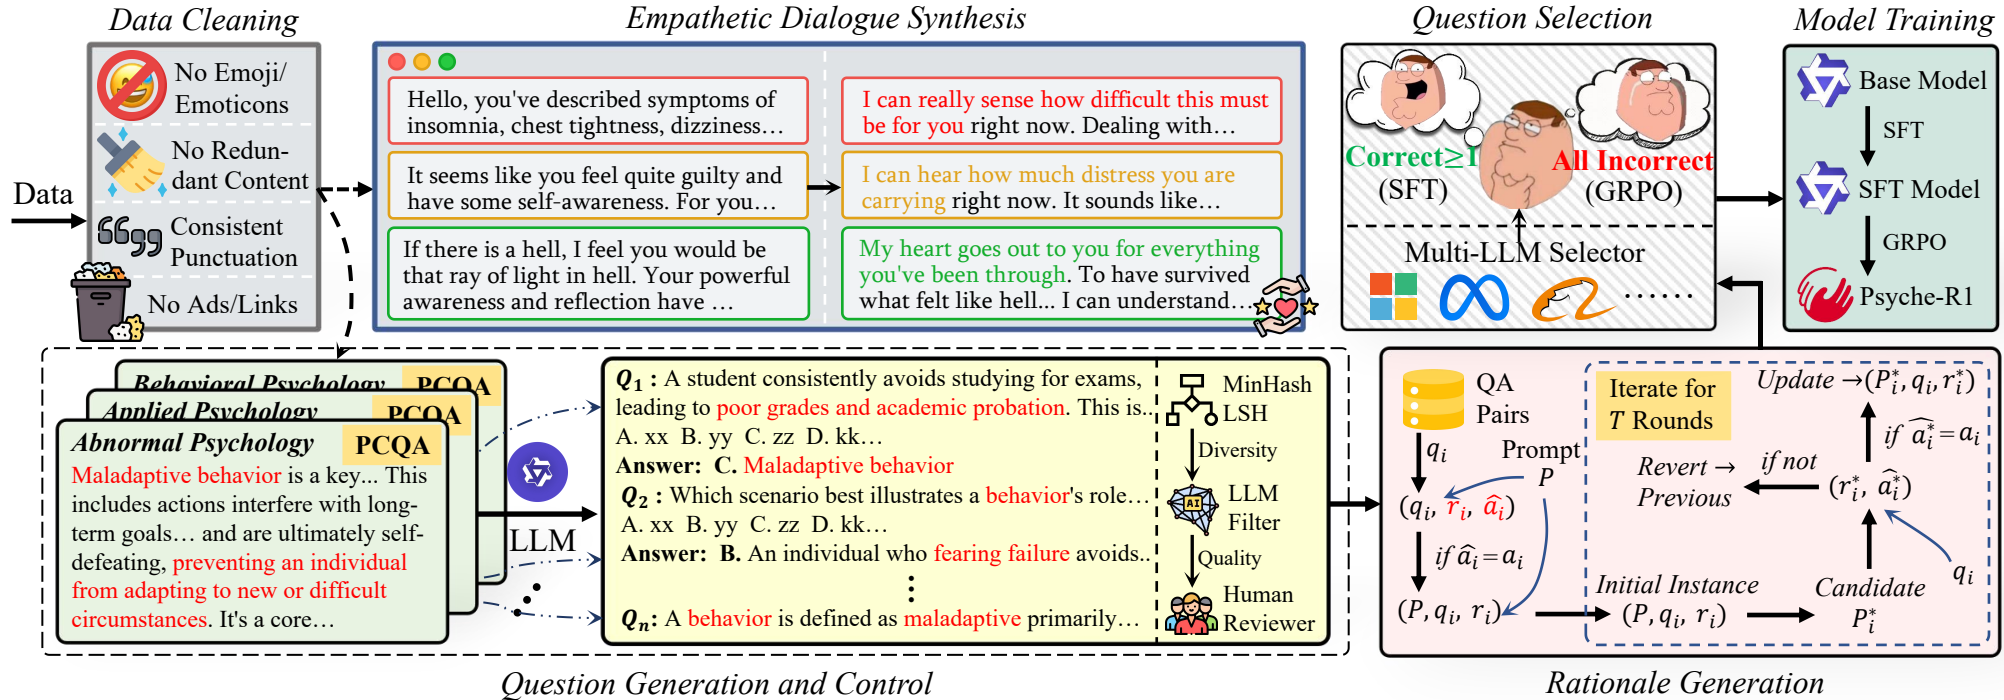 Data Cleaning
Empathetic Dialogue Synthesis
Question Selection
Model Training
Data
No Emoji/
Emoticons
No Redun-
dant Content
Consistent
Punctuation
No Ads/Links
Hello, you've described symptoms of
insomnia, chest tightness, dizziness…
It seems like you feel quite guilty and
have some self-awareness. For you…
If there is a hell, I feel you would be
that ray of light in hell. Your powerful
awareness and reflection have …
I can really sense how difficult this must
be for you right now. Dealing with…
I can hear how much distress you are
carrying right now. It sounds like…
My heart goes out to you for everything
you've been through. To have survived
what felt like hell... I can understand…
Correct≥1
(SFT)
All Incorrect
(GRPO)
Multi-LLM Selector
……
Base Model
SFT
SFT Model
GRPO
Psyche-R1
Behavioral Psychology
PCQA
Applied Psychology
PCQA
Abnormal Psychology
PCQA
Maladaptive behavior is a key... This
includes actions interfere with long-
term goals… and are ultimately self-
defeating, preventing an individual
from adapting to new or difficult
circumstances. It's a core…
LLM
Q₁ : A student consistently avoids studying for exams,
leading to poor grades and academic probation. This is..
A. xx B. yy C. zz D. kk…
Answer: C. Maladaptive behavior
Q₂ : Which scenario best illustrates a behavior's role…
A. xx B. yy C. zz D. kk…
Answer: B. An individual who fearing failure avoids..
⋮
Qₙ: A behavior is defined as maladaptive primarily…
MinHash
LSH
Diversity
AI
LLM
Filter
Quality
Human
Reviewer
Question Generation and Control
QA
Pairs
qᵢ
Prompt
P
(qᵢ, rᵢ, âᵢ)
if âᵢ = aᵢ
(P, qᵢ, rᵢ)
Iterate for
T Rounds
Update →(Pᵢ*, qᵢ, rᵢ*)
if âᵢ* = aᵢ
Revert →
Previous
if not
(rᵢ*, âᵢ*)
qᵢ
Initial Instance
(P, qᵢ, rᵢ)
Candidate
Pᵢ*
Rationale Generation